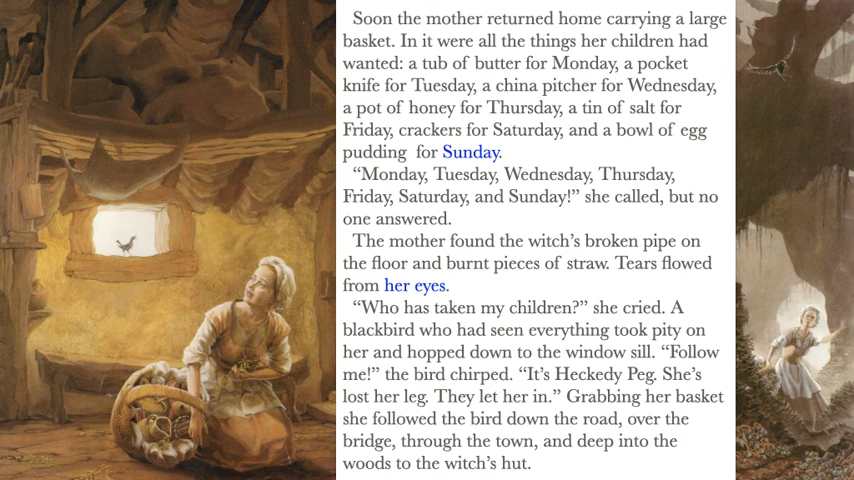 Soon the mother returned home carrying a large
basket. In it were all the things her children had
wanted: a tub of butter for Monday, a pocket
knife for Tuesday, a china pitcher for Wednesday,
a pot of honey for Thursday, a tin of salt for
Friday, crackers for Saturday, and a bowl of egg
pudding for Sunday.
“Monday, Tuesday, Wednesday, Thursday,
Friday, Saturday, and Sunday!” she called, but no
one answered.
The mother found the witch’s broken pipe on
the floor and burnt pieces of straw. Tears flowed
from her eyes.
“Who has taken my children?” she cried. A
blackbird who had seen everything took pity on
her and hopped down to the window sill. “Follow
me!” the bird chirped. “It’s Heckedy Peg. She’s
lost her leg. They let her in.” Grabbing her basket
she followed the bird down the road, over the
bridge, through the town, and deep into the
woods to the witch’s hut.